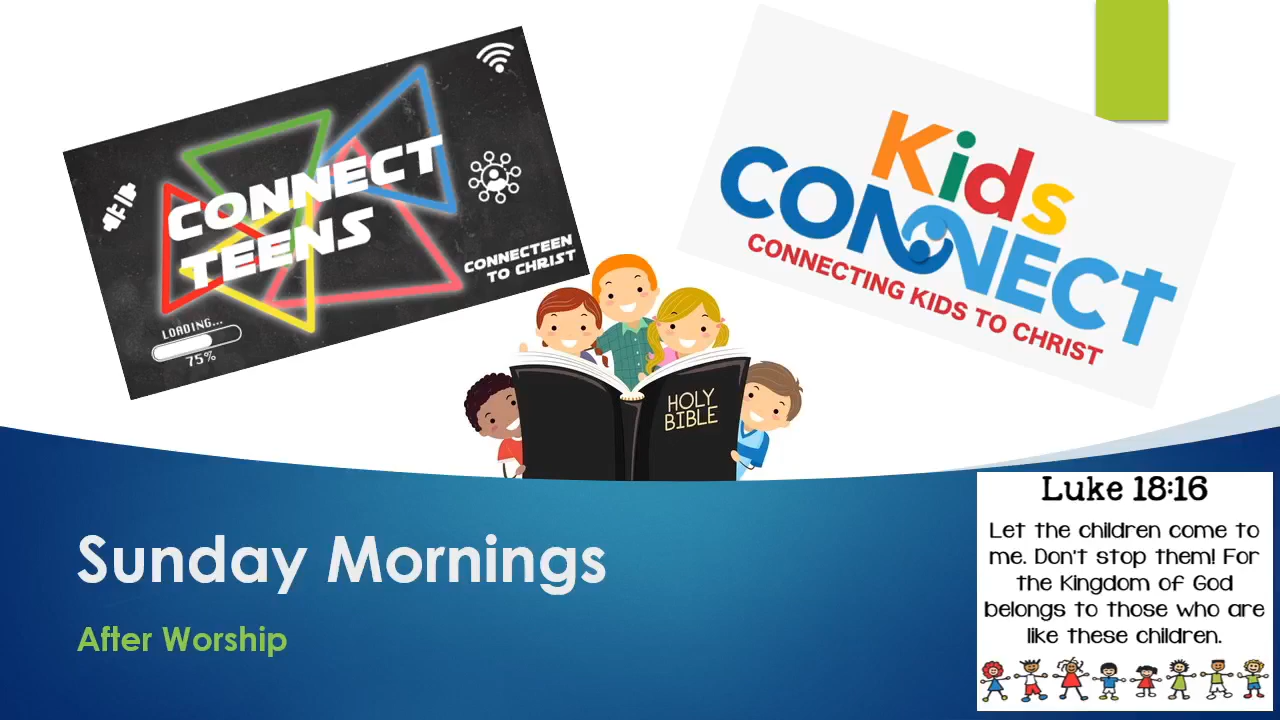 CONNECT
TEENS
CONNECTEEN
TO CHRIST
LOADING...
75%
Kids
CONNECT
CONNECTING KIDS TO CHRIST
HOLY
BIBLE
Sunday Mornings
After Worship
Luke 18:16
Let the children come to
me. Don't stop them! For
the Kingdom of God
belongs to those who are
like these children.